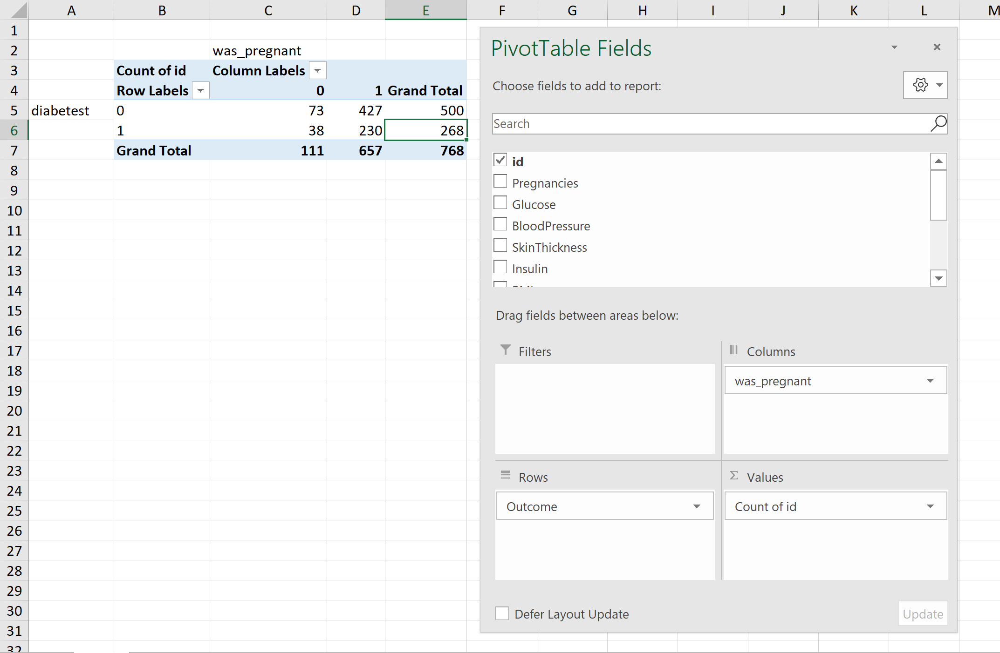 A B C D E F G H I J K L M
1
2 was_pregnant
3 Count of id Column Labels
4 Row Labels 0 1 Grand Total
5 diabetest 0 73 427 500
6 1 38 230 268
7 Grand Total 111 657 768
8
9
10
11
12
13
14
15
16
17
18
19
20
21
22
23
24
25
26
27
28
29
30
31
32
PivotTable Fields
Choose fields to add to report:
Search
id
Pregnancies
Glucose
BloodPressure
SkinThickness
Insulin
Drag fields between areas below:
Filters
Columns
was_pregnant
Rows
Σ Values
Outcome
Count of id
Defer Layout Update
Update